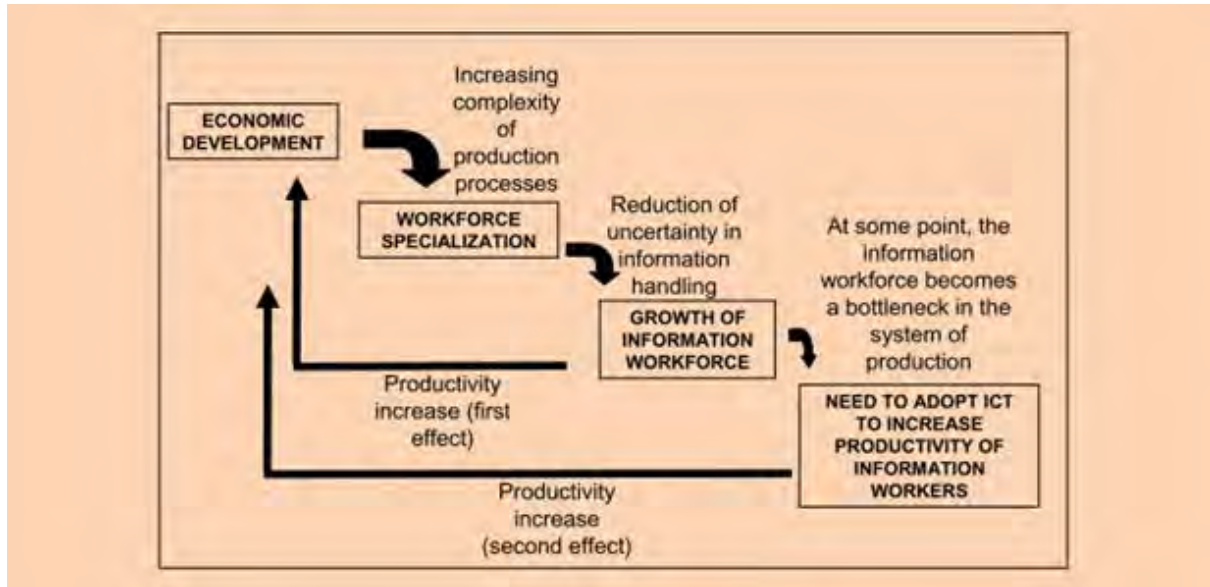 Increasing
complexity
of
production
processes
ECONOMIC
DEVELOPMENT
WORKFORCE
SPECIALIZATION
Reduction of
uncertainty in
information
handling
At some point, the
information
workforce becomes
a bottleneck in the
system of
production
GROWTH OF
INFORMATION
WORKFORCE
Productivity
increase (first
effect)
NEED TO ADOPT ICT
TO INCREASE
PRODUCTIVITY OF
INFORMATION
WORKERS
Productivity
increase
(second effect)